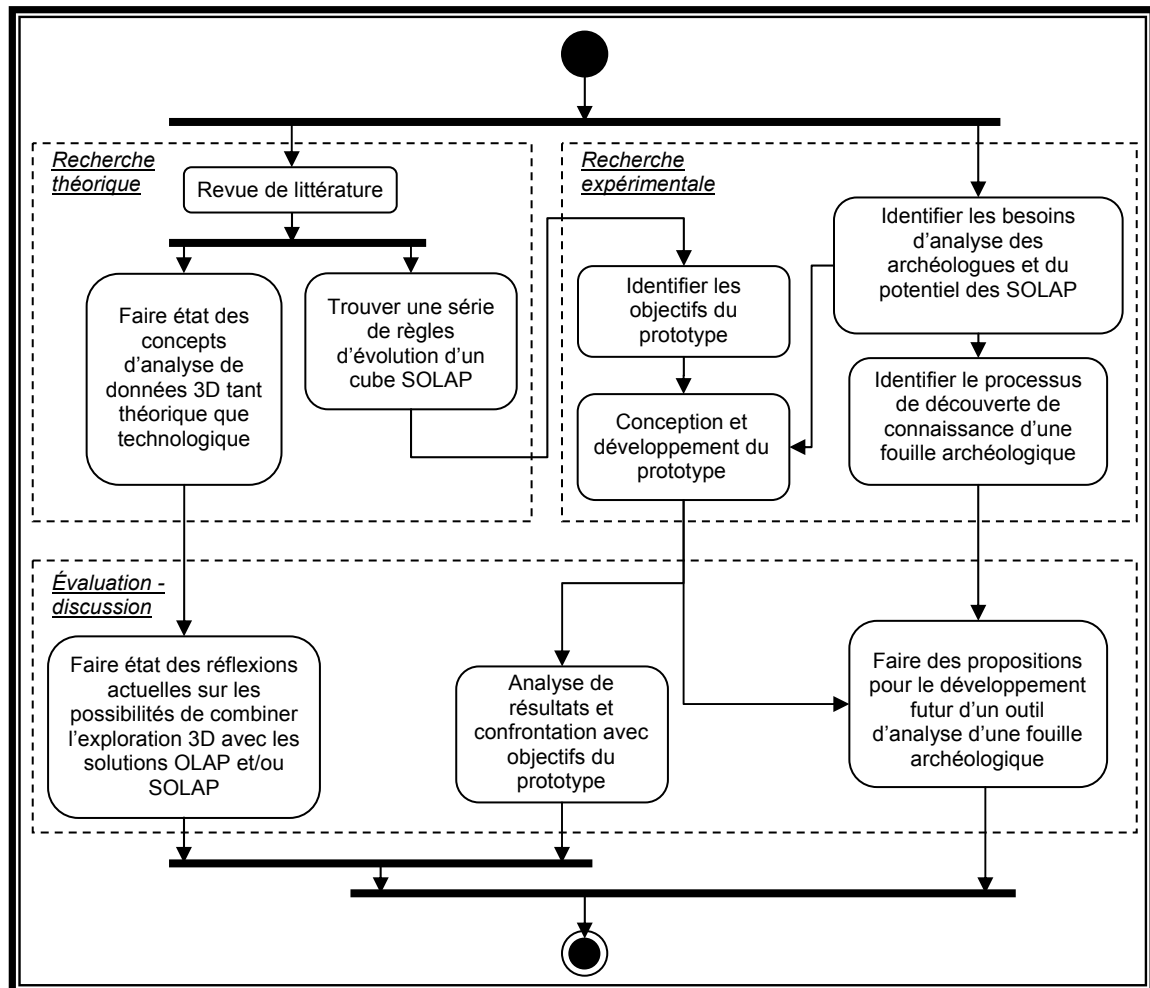 Recherche
théorique
Revue de littérature
Faire état des
concepts
d'analyse de
données 3D tant
théorique que
technologique
Trouver une série
de règles
d'évolution d'un
cube SOLAP
Recherche
expérimentale
Identifier les
objectifs du
prototype
Conception et
développement du
prototype
Identifier les besoins
d'analyse des
archéologues et du
potentiel des SOLAP
Identifier le processus
de découverte de
connaissance d'une
fouille archéologique
Évaluation -
discussion
Faire état des réflexions
actuelles sur les
possibilités de combiner
l'exploration 3D avec les
solutions OLAP et/ou
SOLAP
Analyse de
résultats et
confrontation avec
objectifs du
prototype
Faire des propositions
pour le développement
futur d'un outil
d'analyse d'une fouille
archéologique